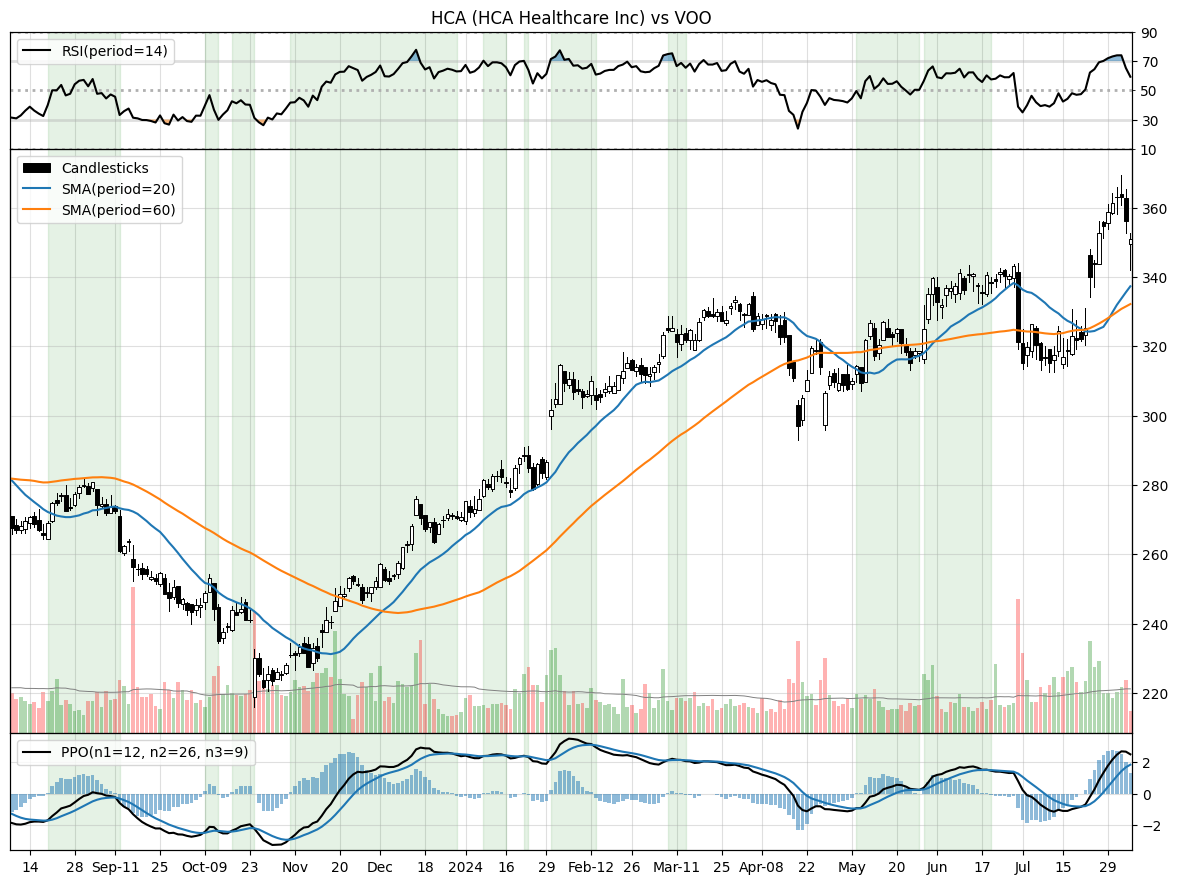 HCA (HCA Healthcare Inc) vs VOO
RSI(period=14)
90
70
50
30
10
Candlesticks
SMA(period=20)
SMA(period=60)
360
340
320
300
280
260
240
220
PPO(n1=12, n2=26, n3=9)
2
0
−2
14 28 Sep-11 25 Oct-09 23 Nov 20 Dec 18 2024 16 29 Feb-12 26 Mar-11 25 Apr-08 22 May 20 Jun 17 Jul 15 29